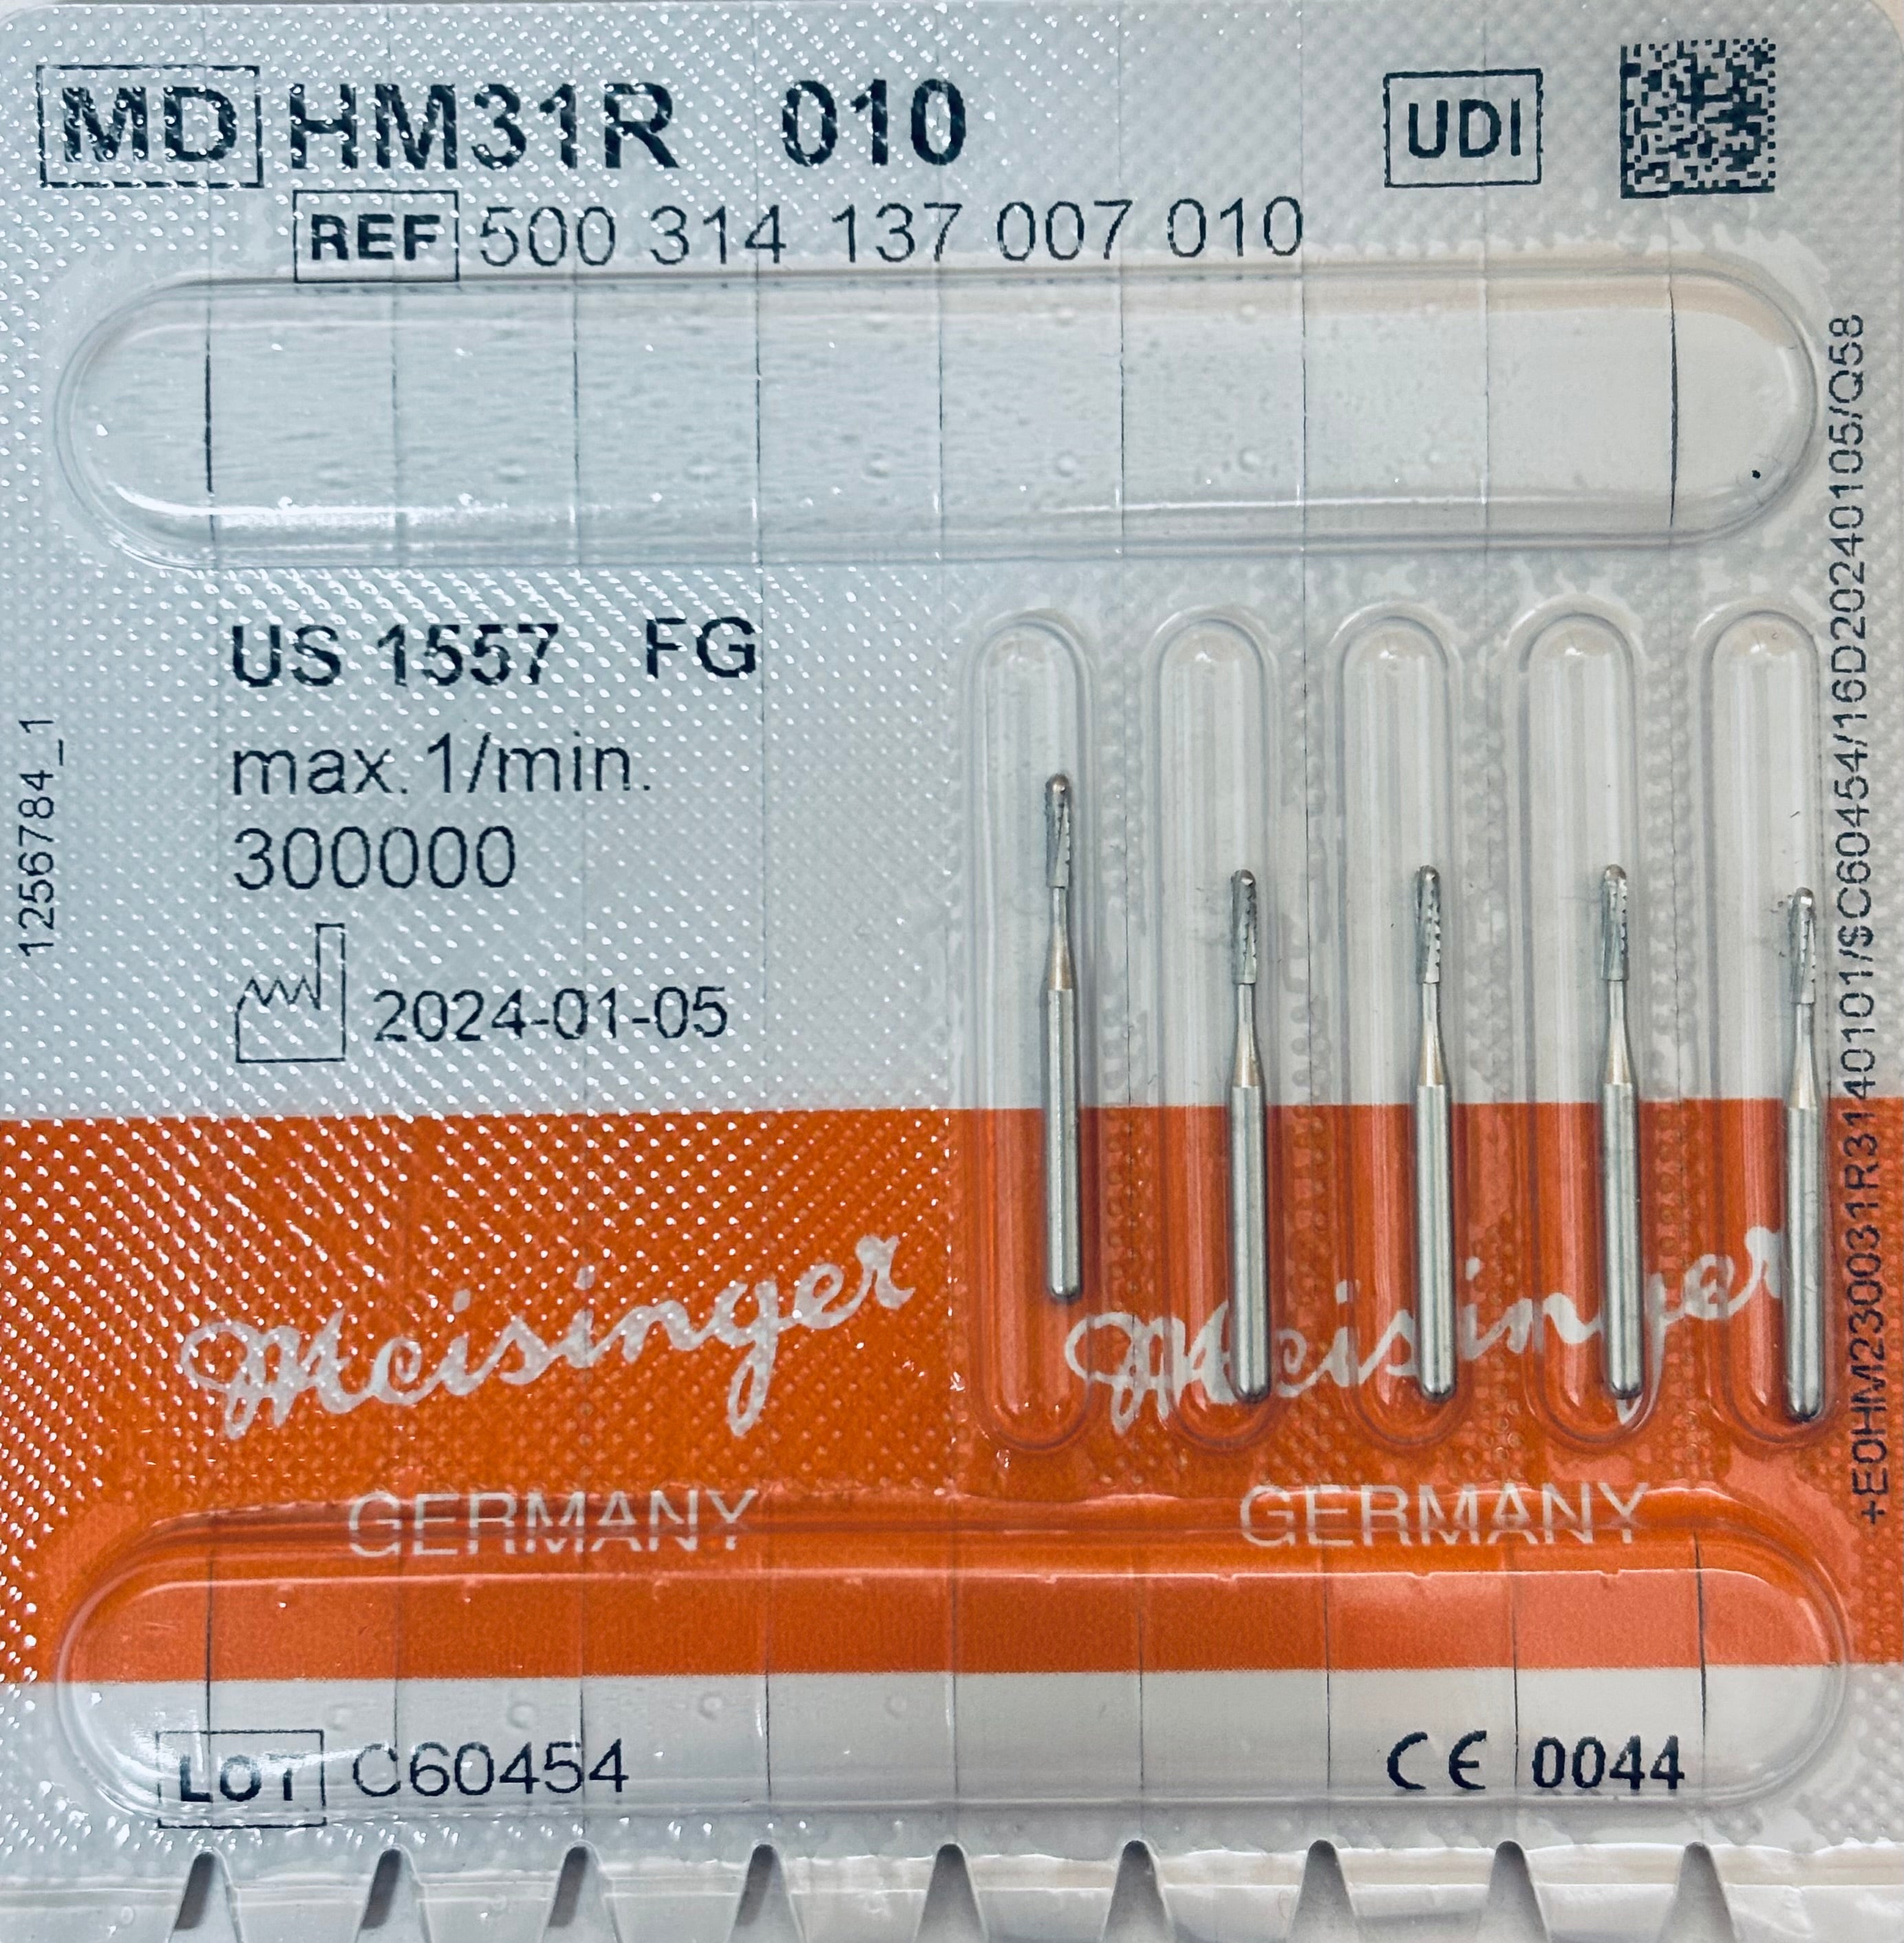 MD HM31R 010 UDI
REF 500 314 137 007 010
US 1557 FG
max. 1/min.
300000
2024-01-05
1256784_1
+E0HM230031R3140101/$C60454/16D20240105/Q58
Meisinger Meisinger
GERMANY GERMANY
LOT C60454 CE 0044